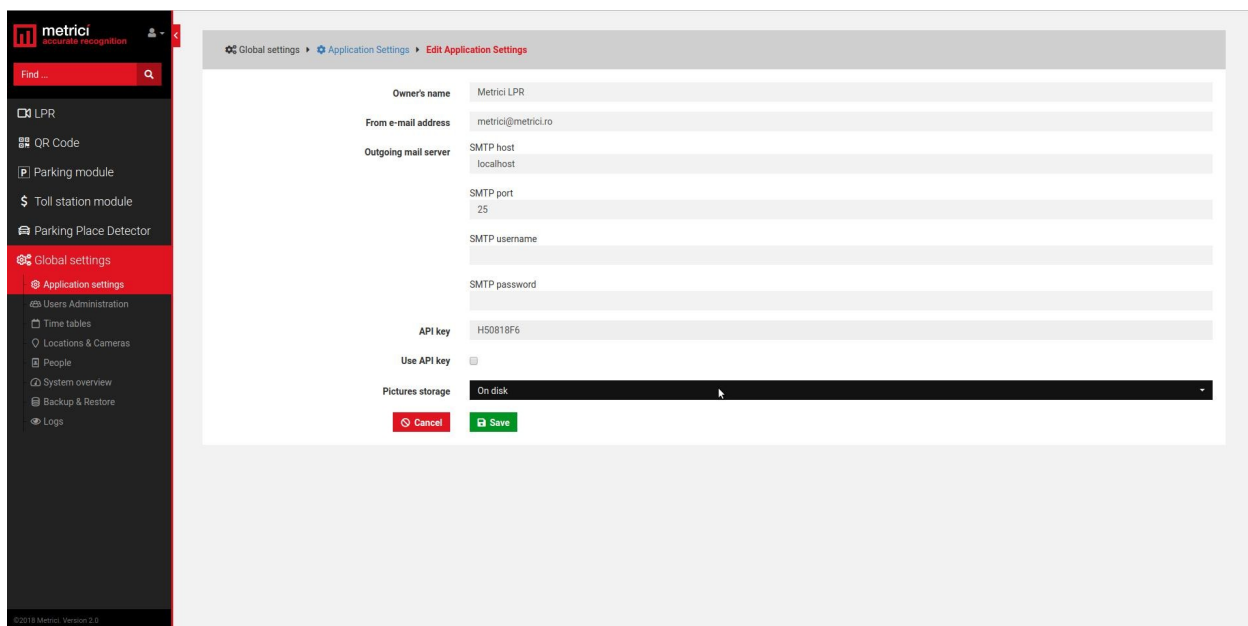 metrici
accurate recognition
Find ...
LPR
QR Code
Parking module
Toll station module
Parking Place Detector
Global settings
Application settings
Users Administration
Time tables
Locations & Cameras
People
System overview
Backup & Restore
Logs
©2018 Metrici. Version 2.0
Global settings Application Settings Edit Application Settings
Owner's name Metrici LPR
From e-mail address metrici@metrici.ro
Outgoing mail server SMTP host
localhost
SMTP port
25
SMTP username
SMTP password
API key H50818F6
Use API key
Pictures storage On disk
Cancel Save